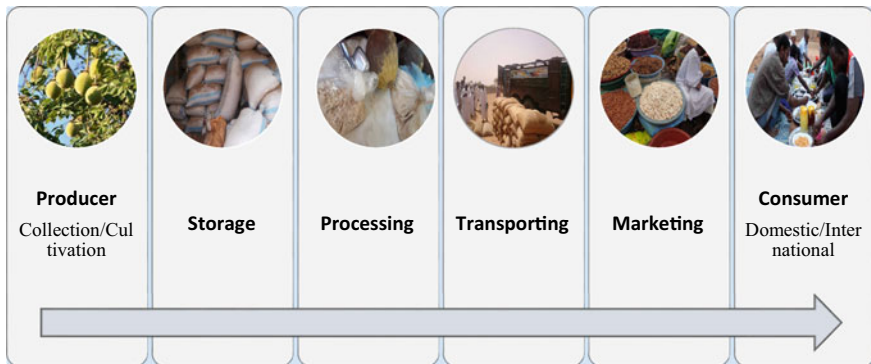 Producer
Collection/Cul
tivation
Storage
Processing
Transporting
Marketing
Consumer
Domestic/Inter
national